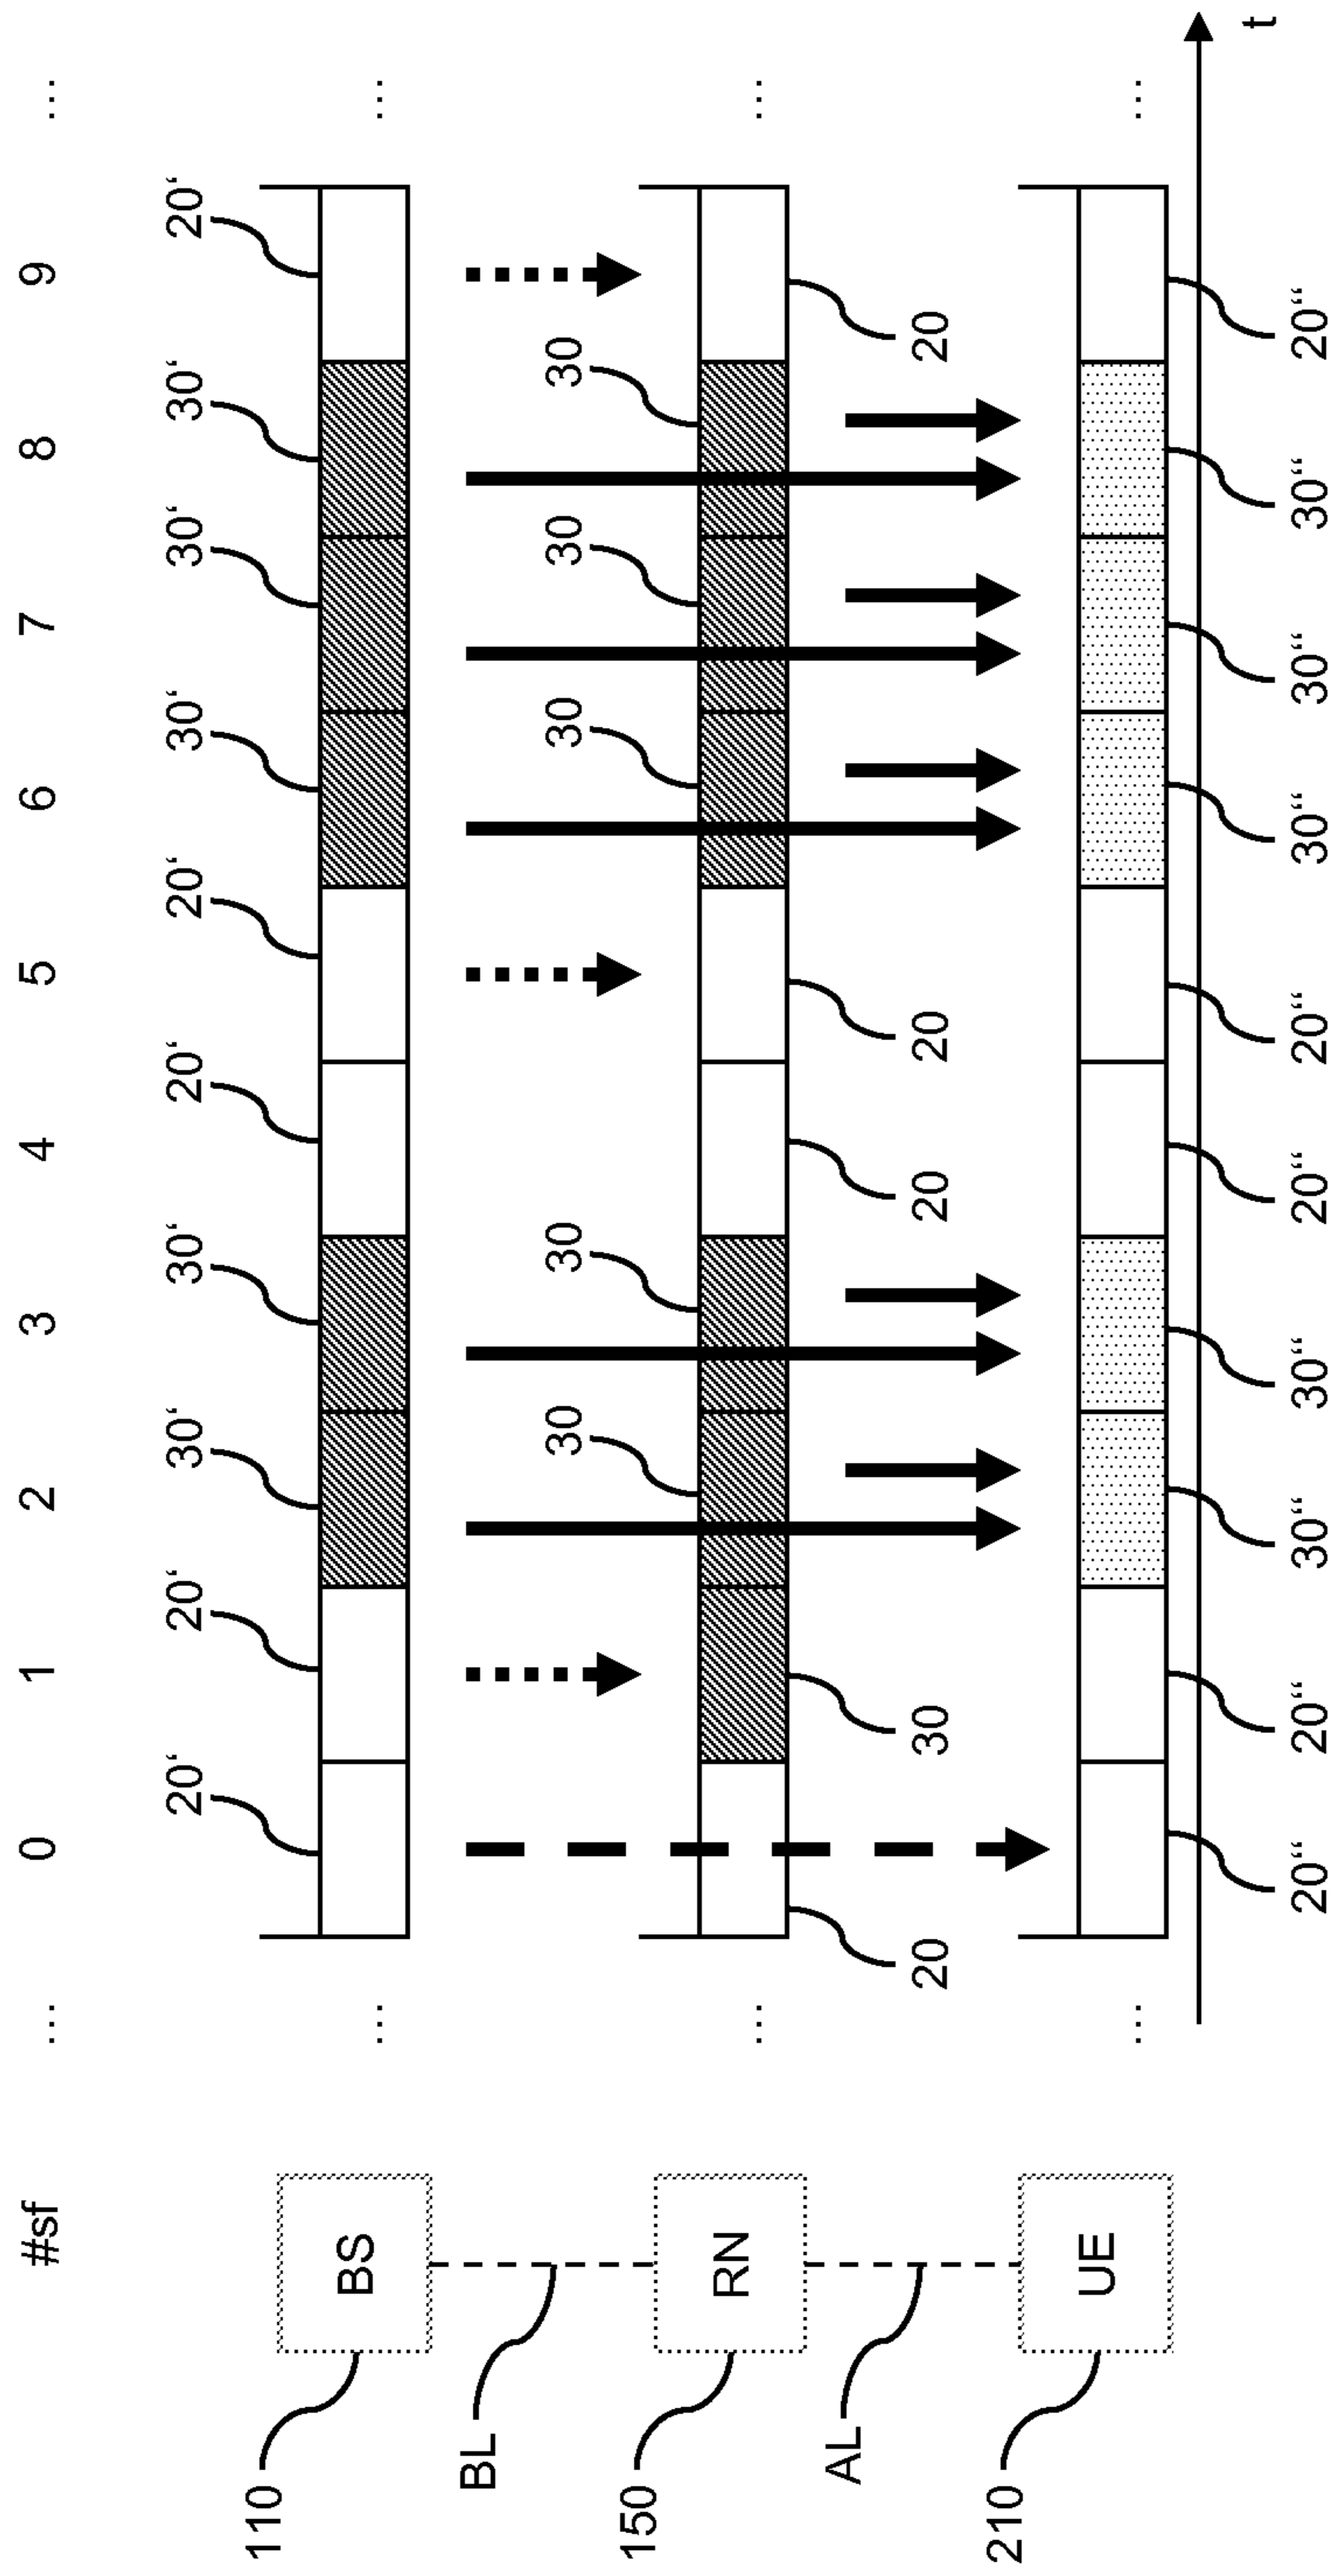 #sf ... 0 1 2 3 4 5 6 7 8 9 ...
20‘ 20‘ 30‘ 30‘ 20‘ 20‘ 30‘ 30‘ 30‘ 20‘
110 BS ... ...
BL
30 30 30 30 30
150 RN ... ...
AL
20 30 20 20 20
210 UE ... ...
t
20“ 20“ 30“ 30“ 20“ 20“ 30“ 30“ 30“ 20“